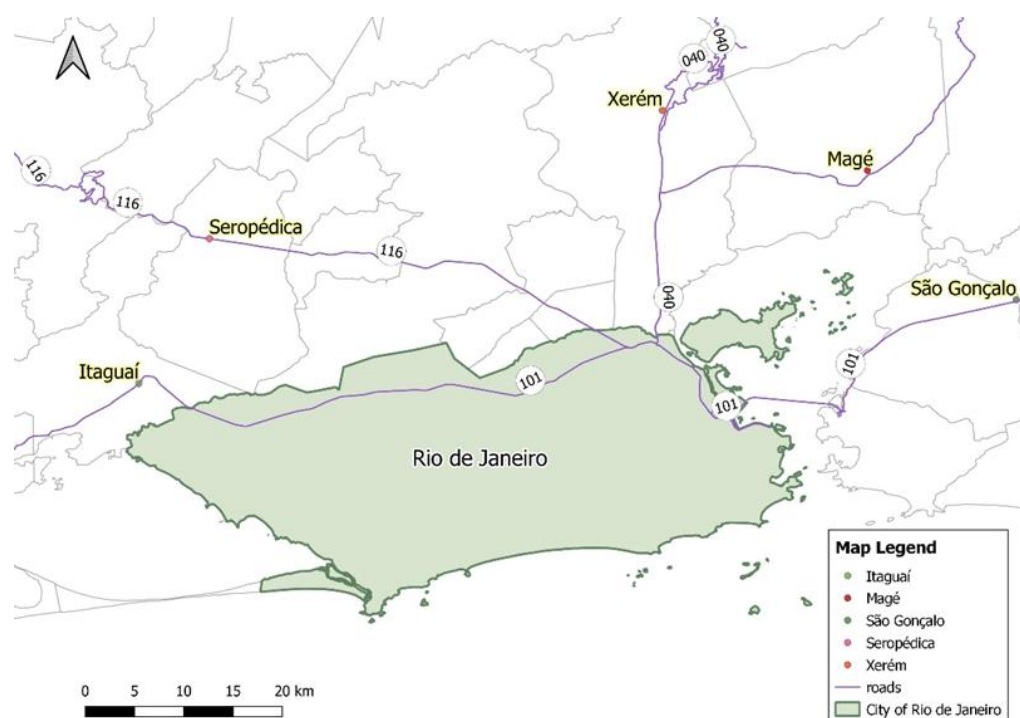 040
040
Xerém
Magé
116
116
Seropédica
116
São Gonçalo
040
Itaguaí
101
101
101
Rio de Janeiro
Map Legend
Itaguaí
Magé
São Gonçalo
Seropédica
Xerém
roads
City of Rio de Janeiro
0 5 10 15 20 km